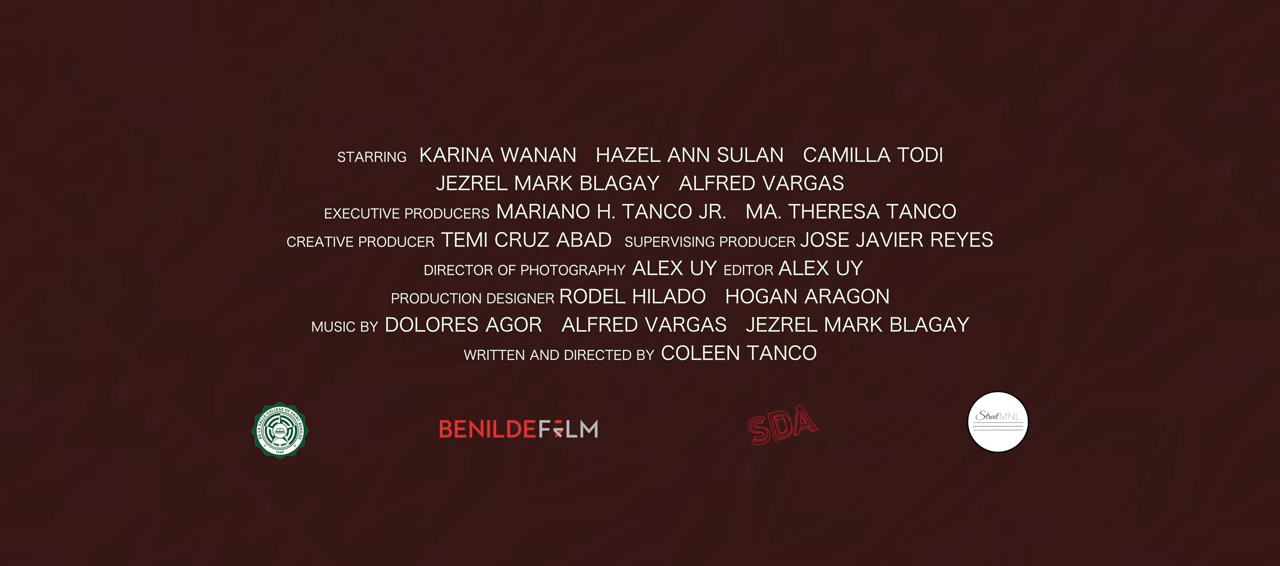 STARRING KARINA WANAN HAZEL ANN SULAN CAMILLA TODI
JEZREL MARK BLAGAY ALFRED VARGAS
EXECUTIVE PRODUCERS MARIANO H. TANCO JR. MA. THERESA TANCO
CREATIVE PRODUCER TEMI CRUZ ABAD SUPERVISING PRODUCER JOSE JAVIER REYES
DIRECTOR OF PHOTOGRAPHY ALEX UY EDITOR ALEX UY
PRODUCTION DESIGNER RODEL HILADO HOGAN ARAGON
MUSIC BY DOLORES AGOR ALFRED VARGAS JEZREL MARK BLAGAY
WRITTEN AND DIRECTED BY COLEEN TANCO
BENILDEFILM
SDA
StreetMNL